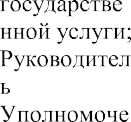 государстве
нной услуги;
Руководител
ь
Уполномоче